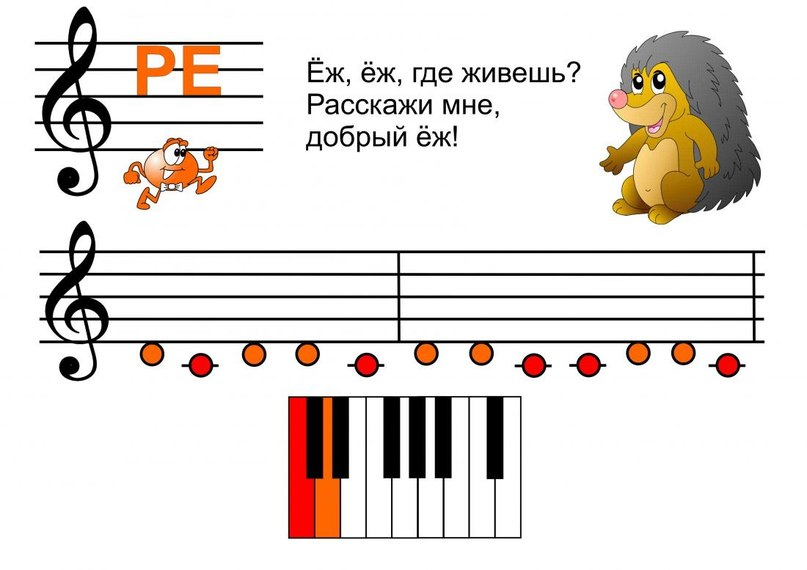 РЕ
Ёж, ёж, где живешь?
Расскажи мне,
добрый ёж!